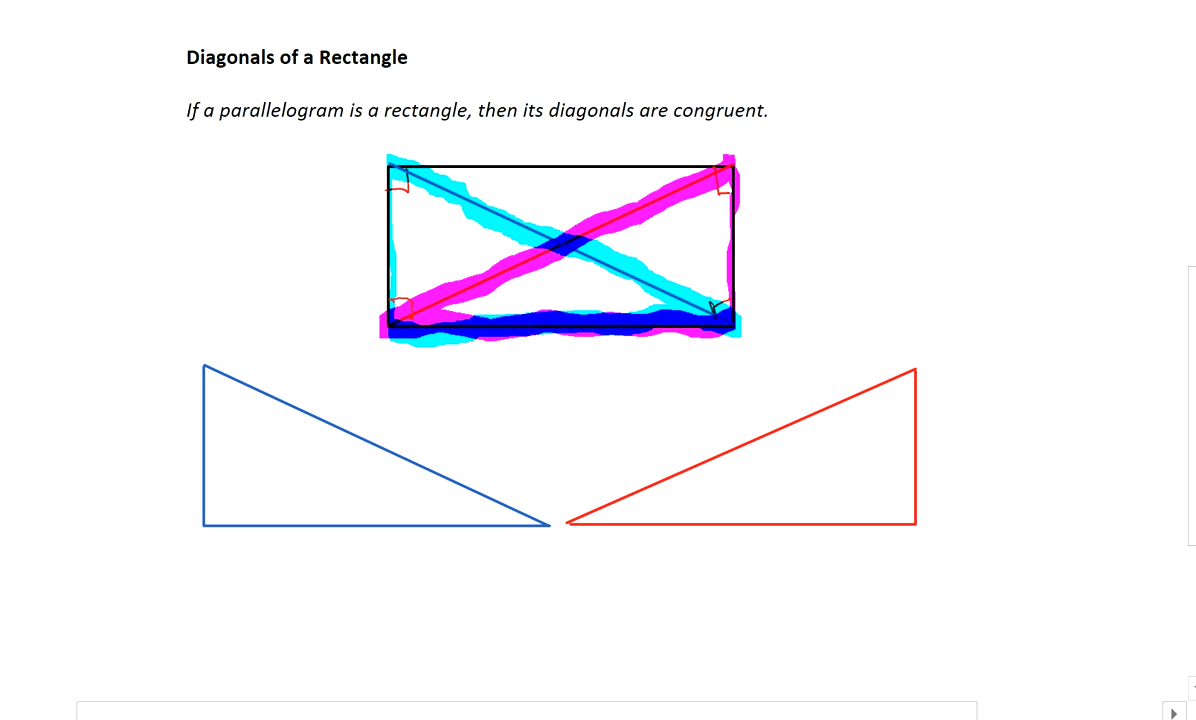 Diagonals of a Rectangle
If a parallelogram is a rectangle, then its diagonals are congruent.